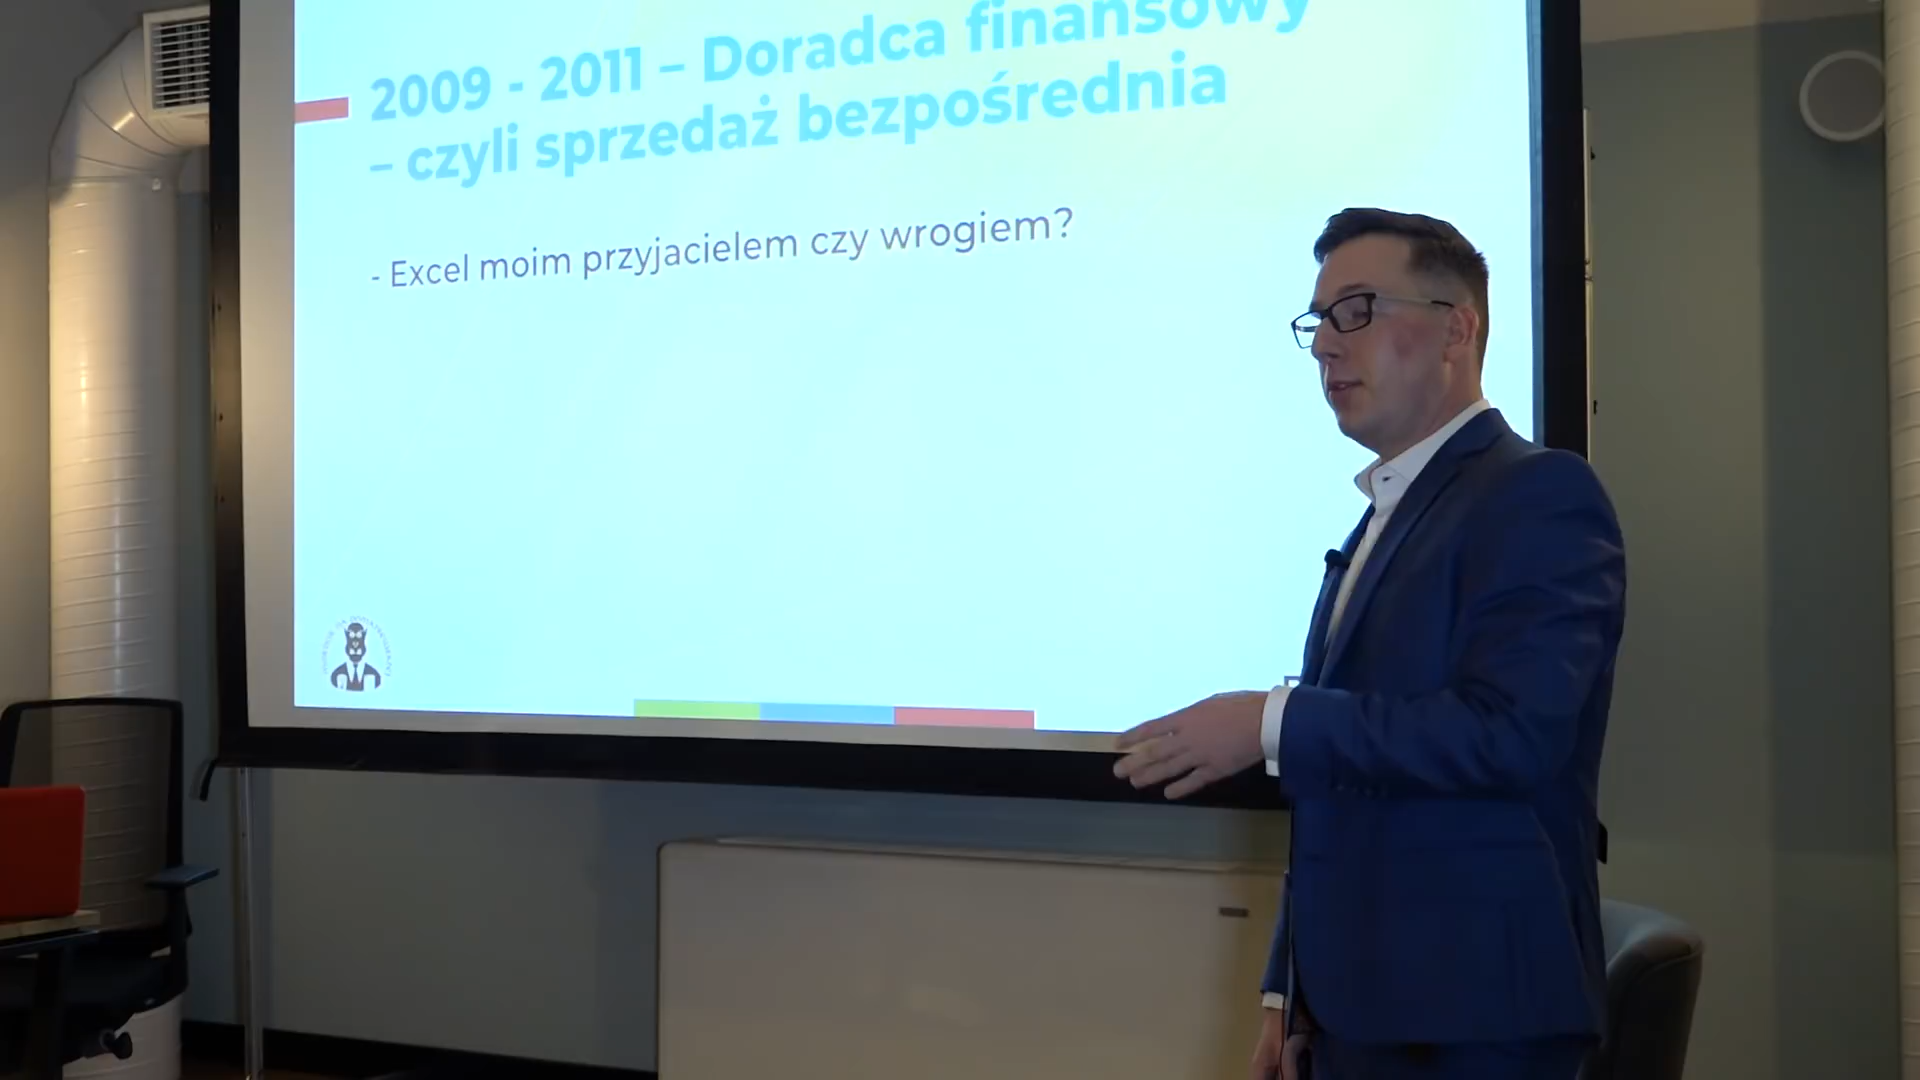 2009 - 2011 – Doradca finansowy
– czyli sprzedaż bezpośrednia
- Excel moim przyjacielem czy wrogiem?